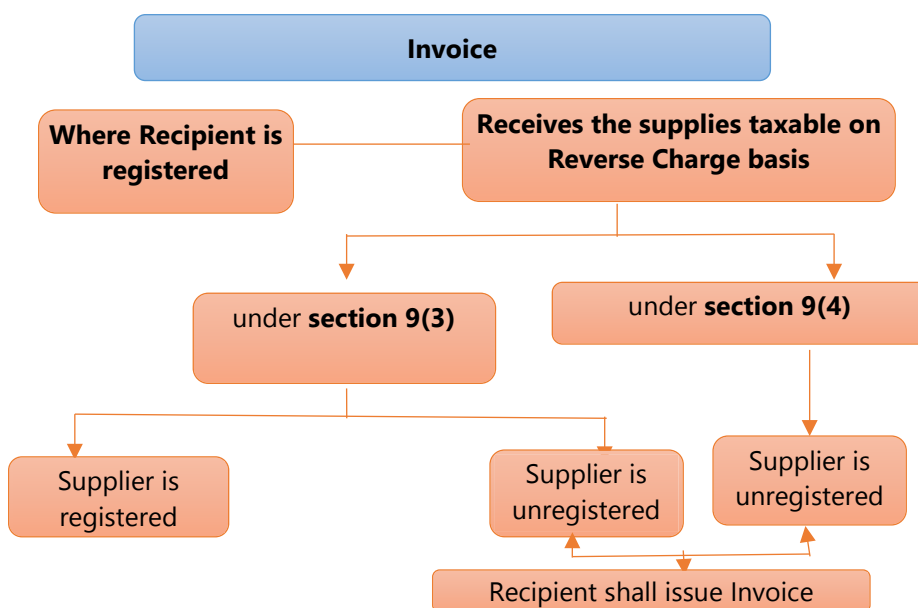 Invoice
Where Recipient is
registered
Receives the supplies taxable on
Reverse Charge basis
under section 9(3)
under section 9(4)
Supplier is
registered
Supplier is
unregistered
Supplier is
unregistered
Recipient shall issue Invoice